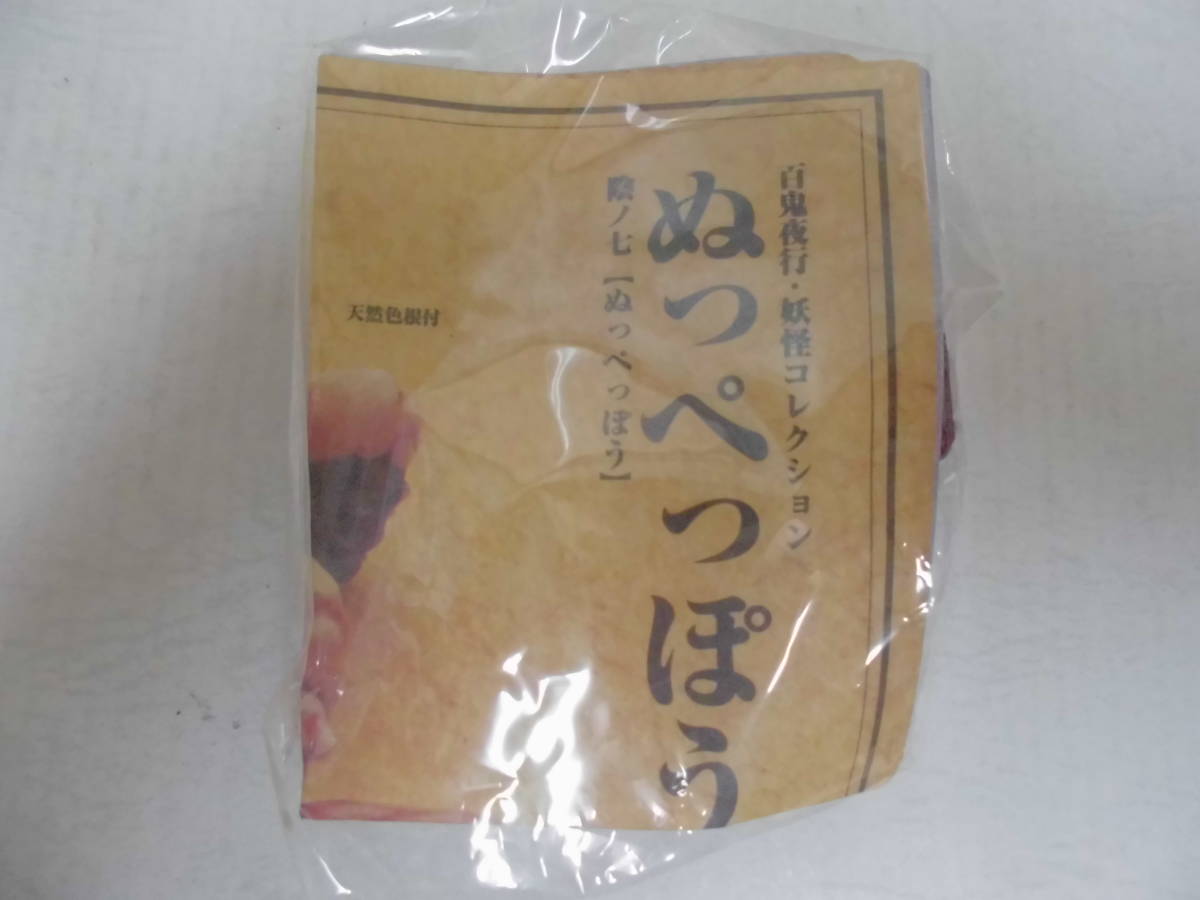 百鬼夜行・妖怪コレクション
ぬっぺっぽう
陰ノ七【ぬっぺっぽう】
天然色根付